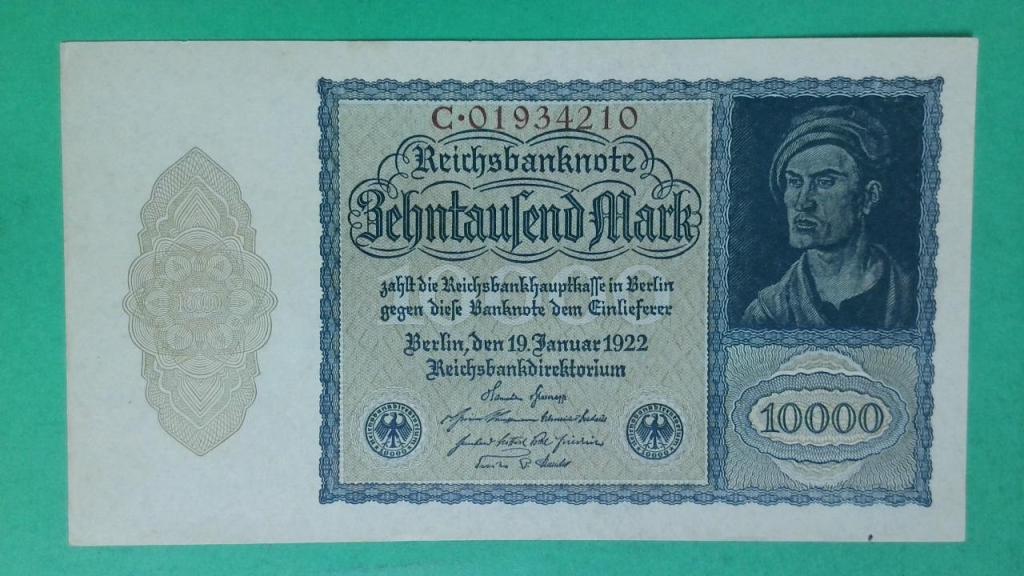 C·01934210
Reichsbanknote
Zehntauſend Mark
10000
zahlt die Reichsbankhauptkaſſe in Berlin
gegen dieſe Banknote dem Einlieferer
Berlin, den 19. Januar 1922
Reichsbankdirektorium
10000